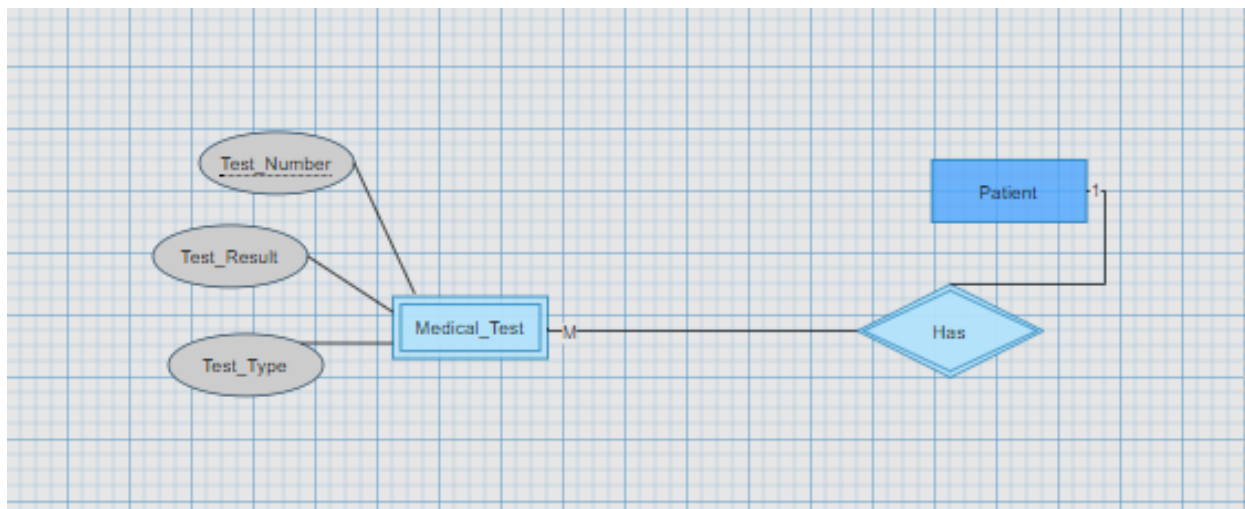 Test_Number
Patient
1
Test_Result
Medical_Test
M
Has
Test_Type